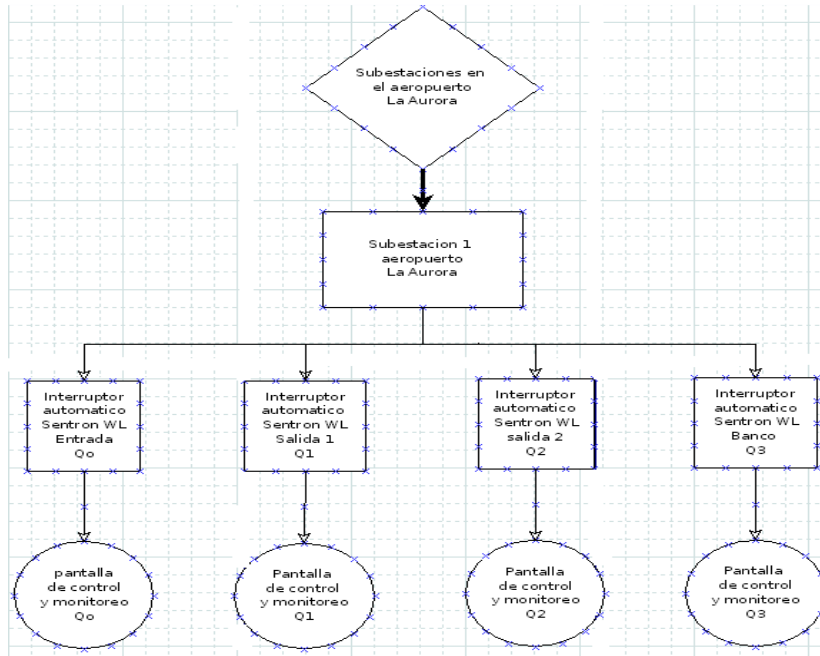 Subestaciones en
el aeropuerto
La Aurora
Subestacion 1
aeropuerto
La Aurora
Interruptor
automatico
Sentron WL
Entrada
Qo
Interruptor
automatico
Sentron WL
Salida 1
Q1
Interruptor
automatico
Sentron WL
salida 2
Q2
Interruptor
automatico
Sentron WL
Banco
Q3
pantalla
de control
y monitoreo
Qo
Pantalla
de control
y monitoreo
Q1
Pantalla
de control
y monitoreo
Q2
Pantalla
de control
y monitoreo
Q3